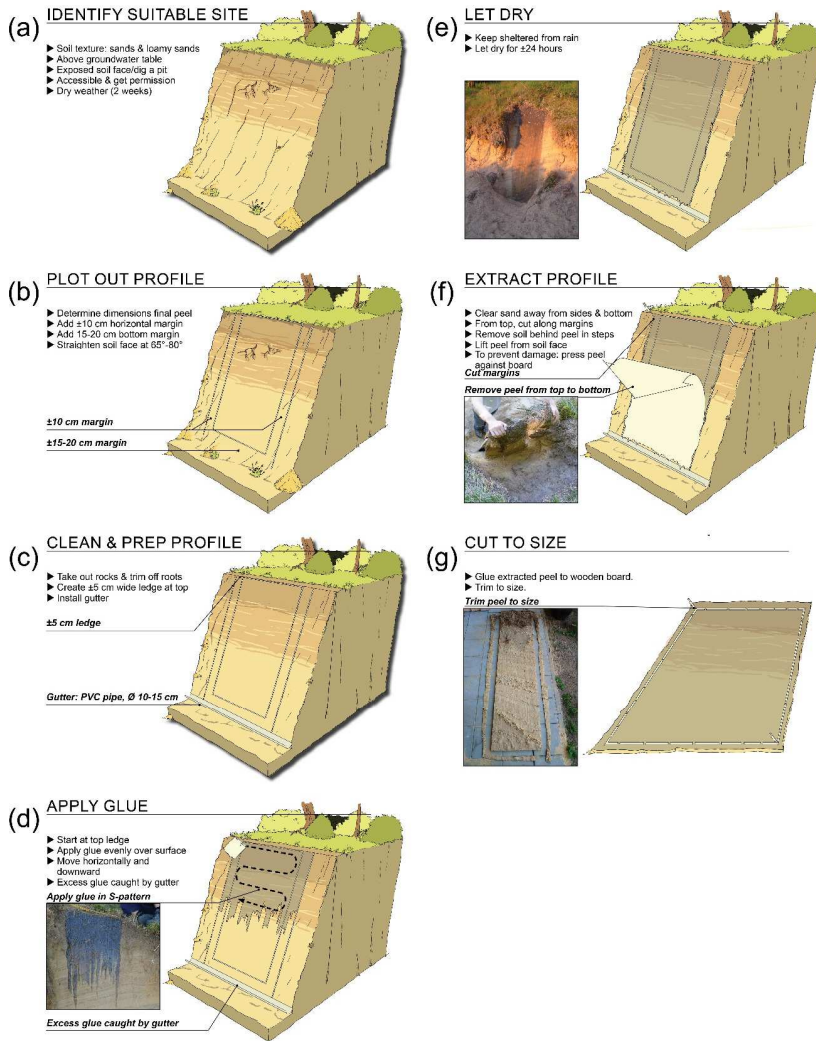 (a)
IDENTIFY SUITABLE SITE
▶ Soil texture: sands & loamy sands
▶ Above groundwater table
▶ Exposed soil face/dig a pit
▶ Accessible & get permission
▶ Dry weather (2 weeks)
(b)
PLOT OUT PROFILE
▶ Determine dimensions final peel
▶ Add ±10 cm horizontal margin
▶ Add 15-20 cm bottom margin
▶ Straighten soil face at 65°-80°
±10 cm margin
±15-20 cm margin
(c)
CLEAN & PREP PROFILE
▶ Take out rocks & trim off roots
▶ Create ±5 cm wide ledge at top
▶ Install gutter
±5 cm ledge
Gutter: PVC pipe, Ø 10-15 cm
(d)
APPLY GLUE
▶ Start at top ledge
▶ Apply glue evenly over surface
▶ Move horizontally and
downward
▶ Excess glue caught by gutter
Apply glue in S-pattern
Excess glue caught by gutter
(e)
LET DRY
▶ Keep sheltered from rain
▶ Let dry for ±24 hours
(f)
EXTRACT PROFILE
▶ Clear sand away from sides & bottom
▶ From top, cut along margins
▶ Remove soil behind peel in steps
▶ Lift peel from soil face
▶ To prevent damage: press peel
against board
Cut margins
Remove peel from top to bottom
(g)
CUT TO SIZE
▶ Glue extracted peel to wooden board.
▶ Trim to size.
Trim peel to size